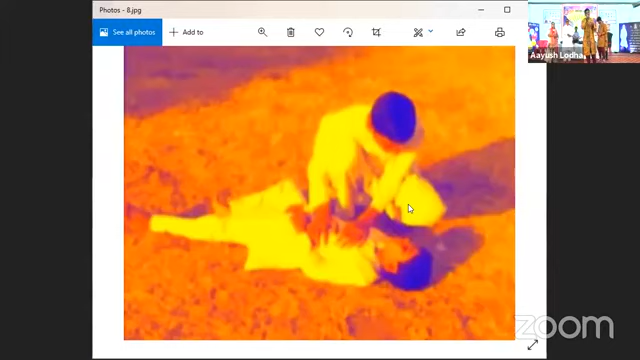 Photos - 8.jpg
See all photos
Add to
Aayush Lodha
zoom